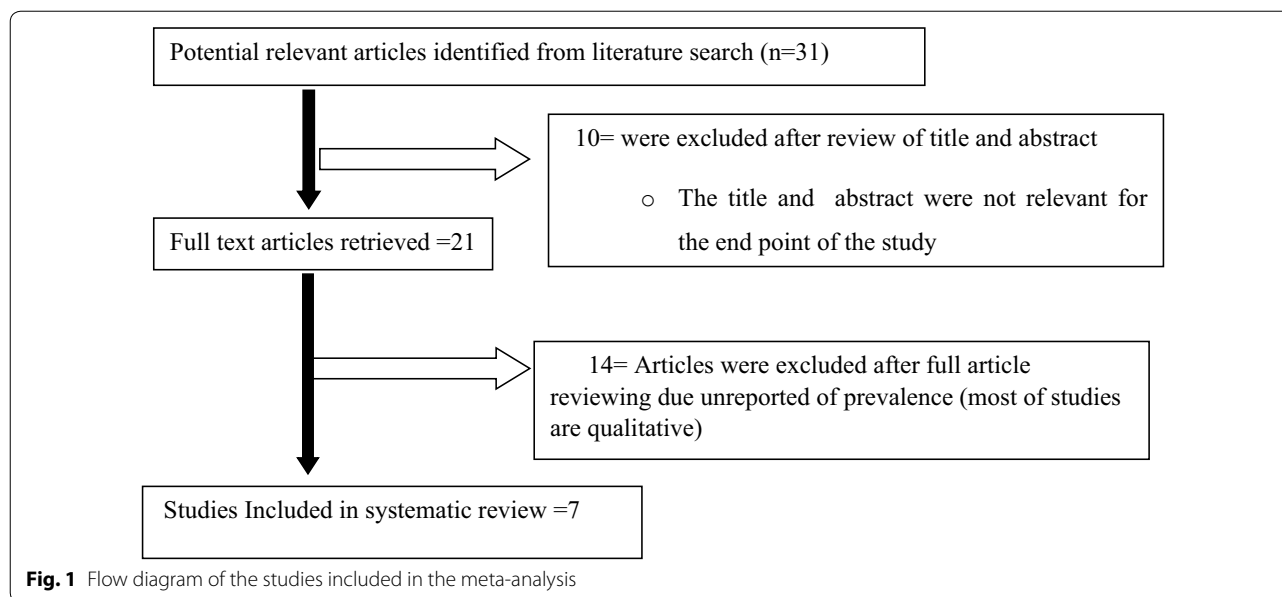 Potential relevant articles identified from literature search (n=31)
10= were excluded after review of title and abstract
o The title and abstract were not relevant for
the end point of the study
Full text articles retrieved =21
14= Articles were excluded after full article
reviewing due unreported of prevalence (most of studies
are qualitative)
Studies Included in systematic review =7
Fig. 1 Flow diagram of the studies included in the meta-analysis